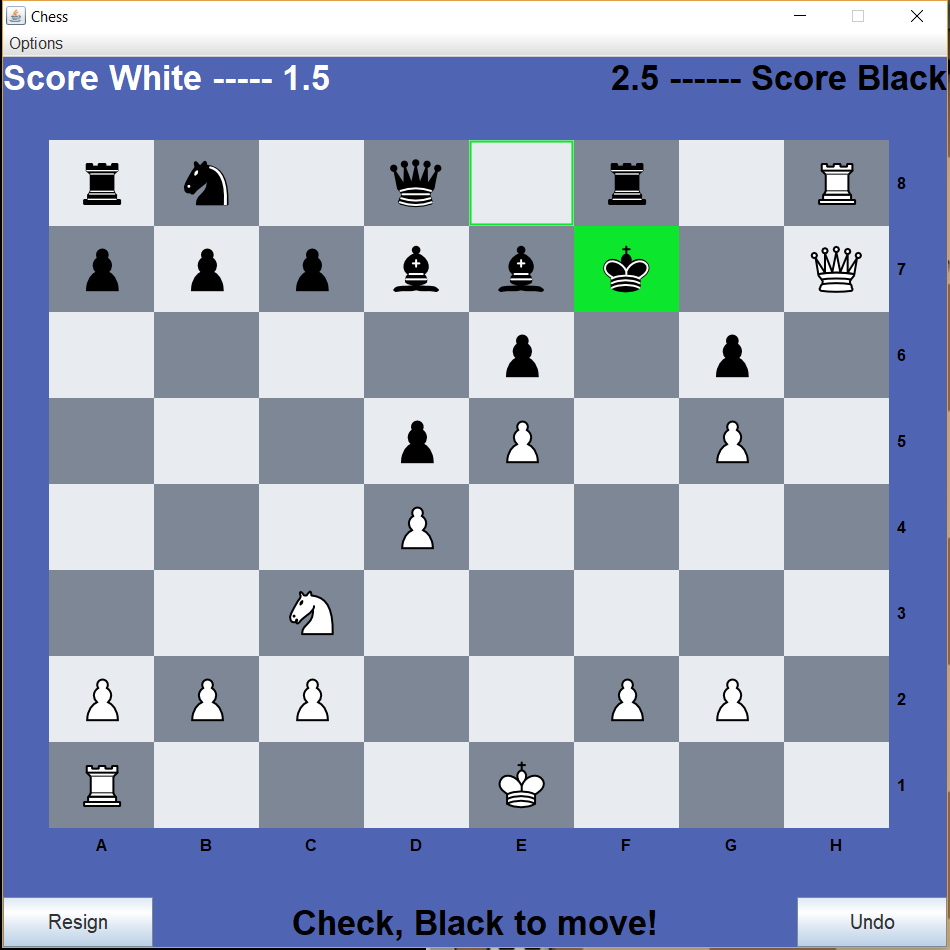 Chess
Options
Score White ----- 1.5
2.5 ------ Score Black
8
7
6
5
4
3
2
1
A B C D E F G H
Resign
Check, Black to move!
Undo